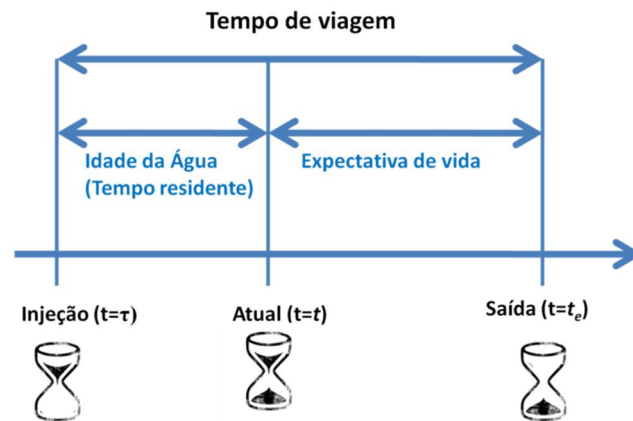 Tempo de viagem
Idade da Água
(Tempo residente)
Expectativa de vida
Injeção (t=τ)
Atual (t=t)
Saída (t=tₑ)